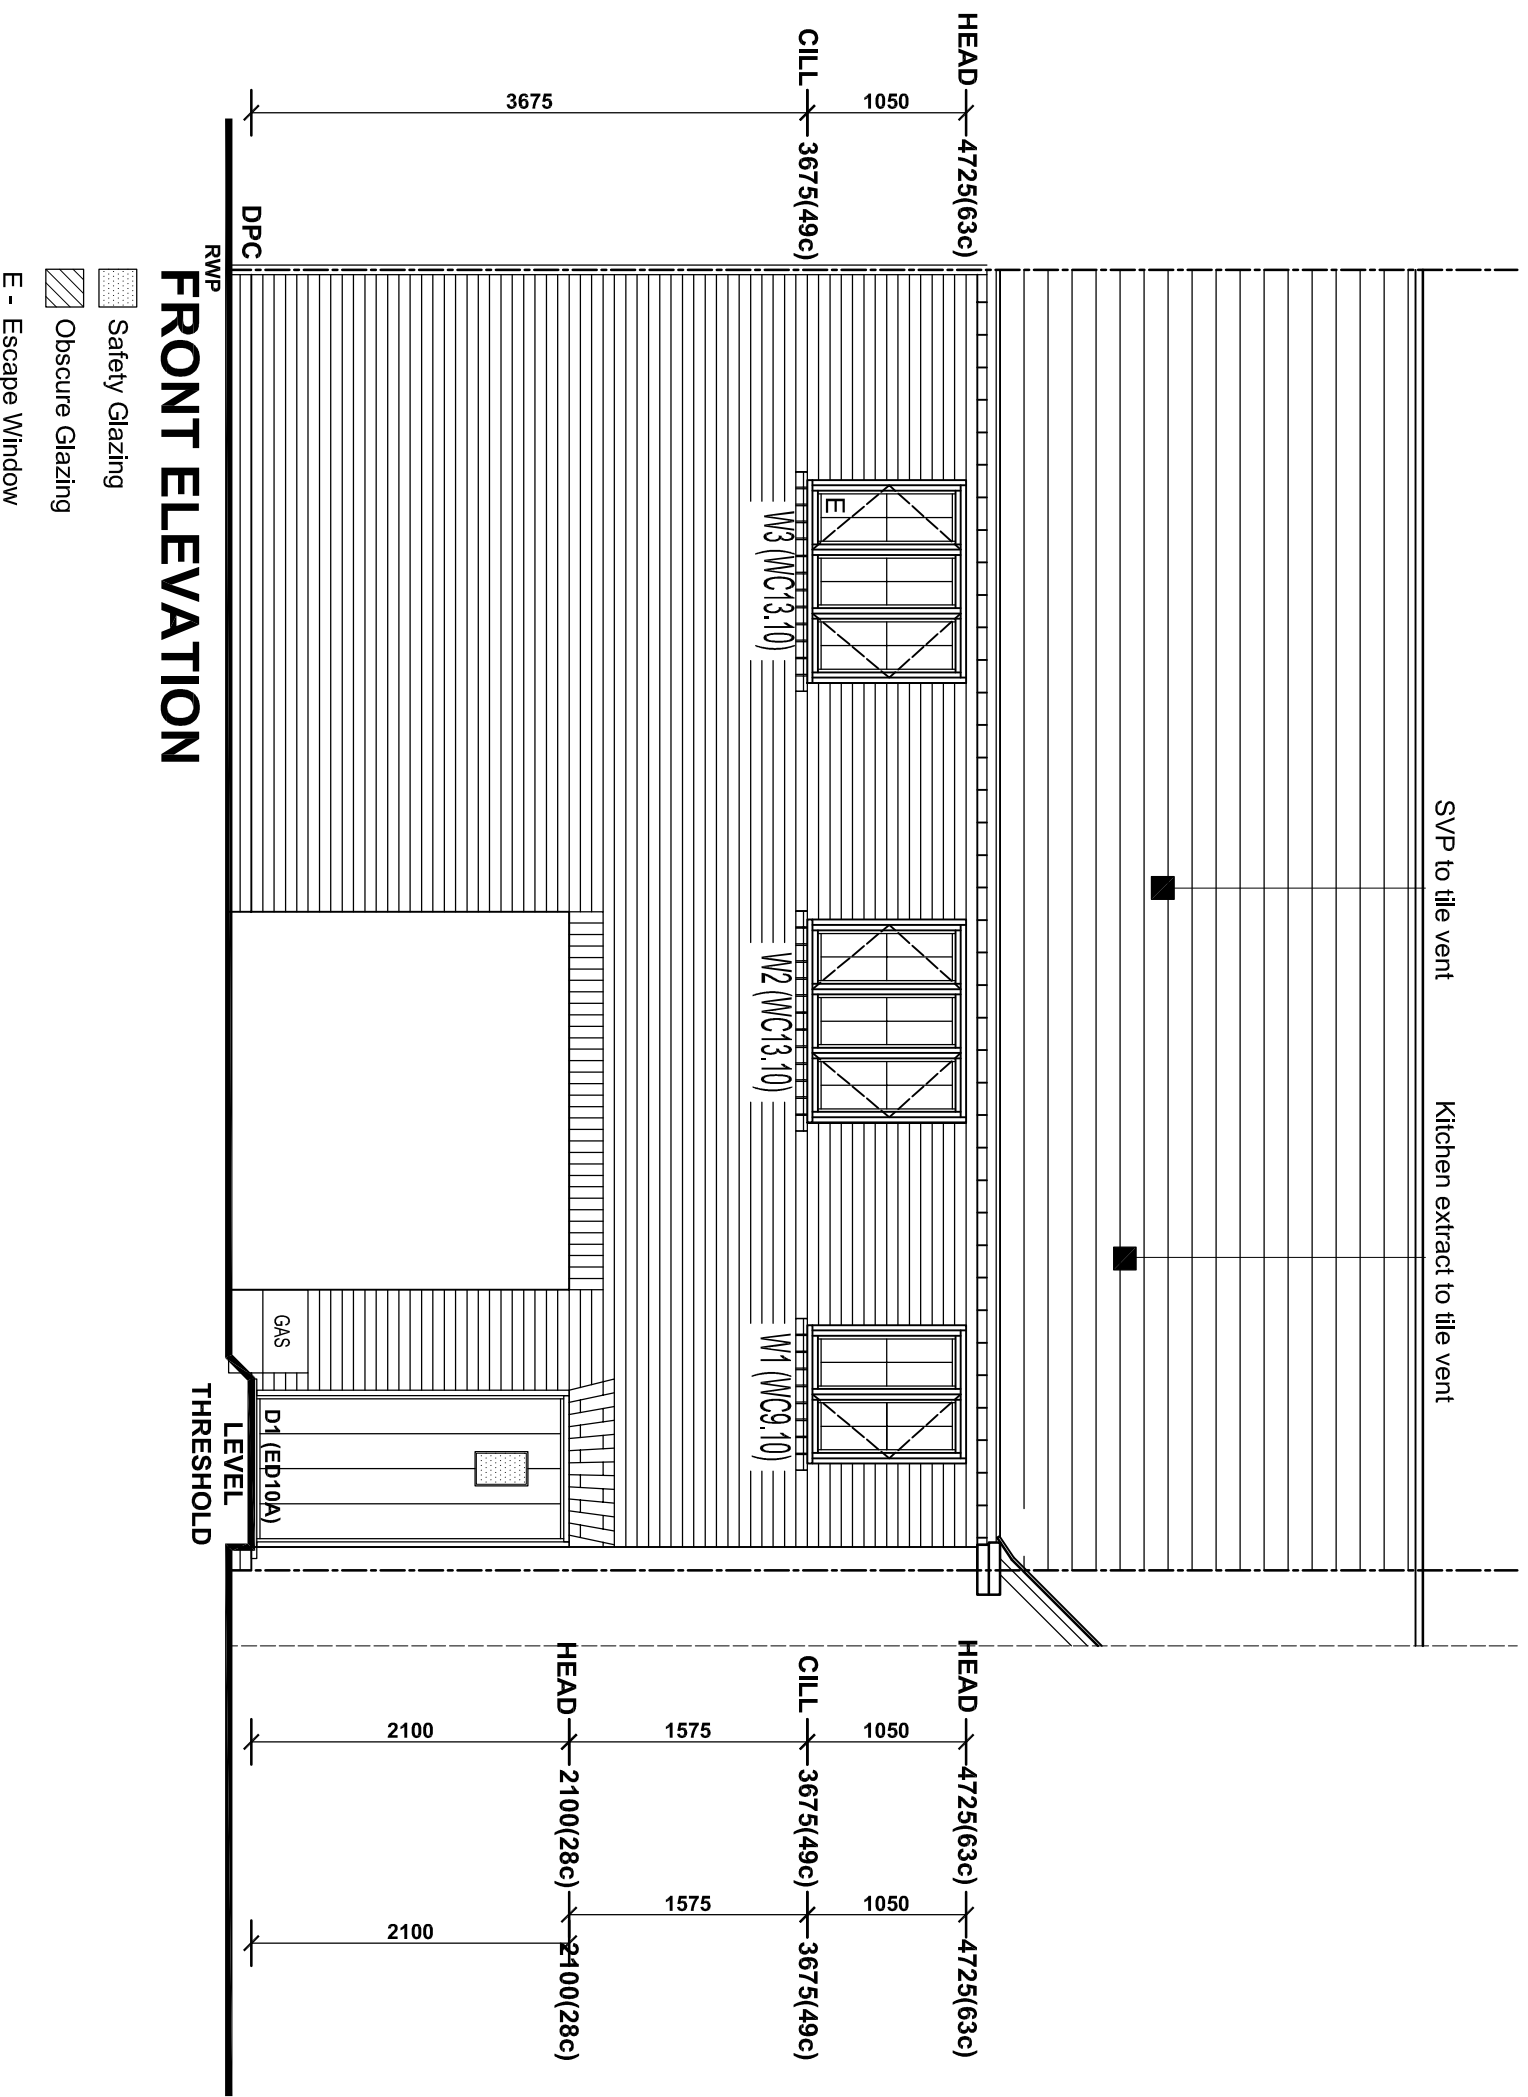 SVP to tile vent
Kitchen extract to tile vent
HEAD
4725(63c)
1050
CILL
3675(49c)
3675
DPC
RWP
E
W3 (WC13.10)
W2 (WC13.10)
W1 (WC9.10)
GAS
D1 (ED10A)
LEVEL
THRESHOLD
HEAD
4725(63c)
4725(63c)
1050
1050
CILL
3675(49c)
3675(49c)
1575
1575
HEAD
2100(28c)
2100(28c)
2100
2100
FRONT ELEVATION
Safety Glazing
Obscure Glazing
E - Escape Window